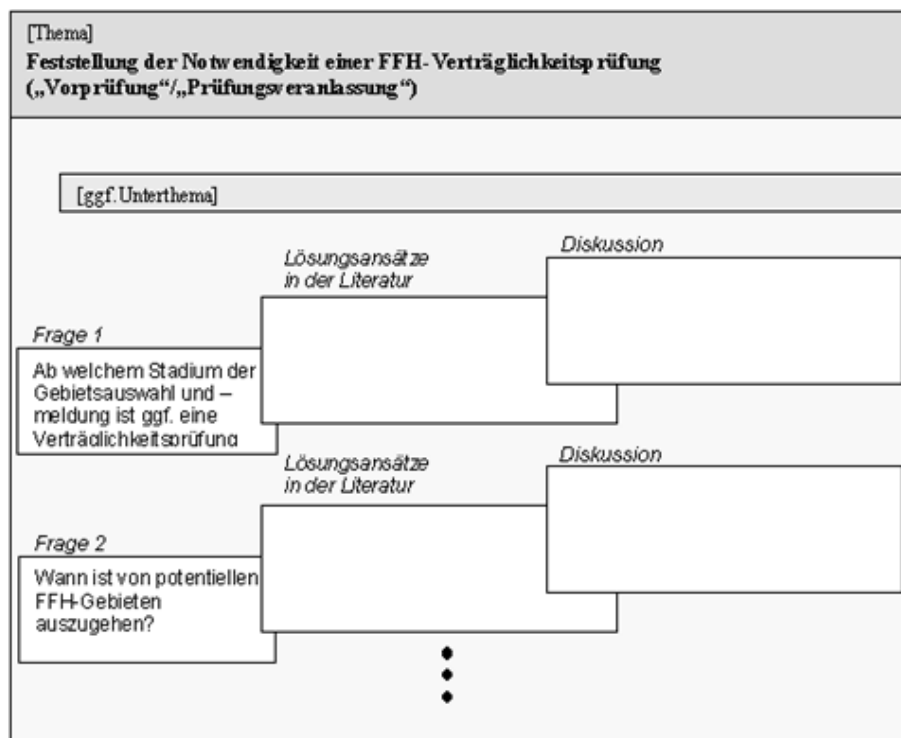 [Thema]
Feststellung der Notwendigkeit einer FFH-Verträglichkeitsprüfung
(„Vorprüfung“/„Prüfungsveranlassung“)
[ggf. Unterthema]
Lösungsansätze
in der Literatur
Diskussion
Frage 1
Ab welchem Stadium der
Gebietsauswahl und –
meldung ist ggf. eine
Verträglichkeitsprüfung
Lösungsansätze
in der Literatur
Diskussion
Frage 2
Wann ist von potentiellen
FFH-Gebieten
auszugehen?